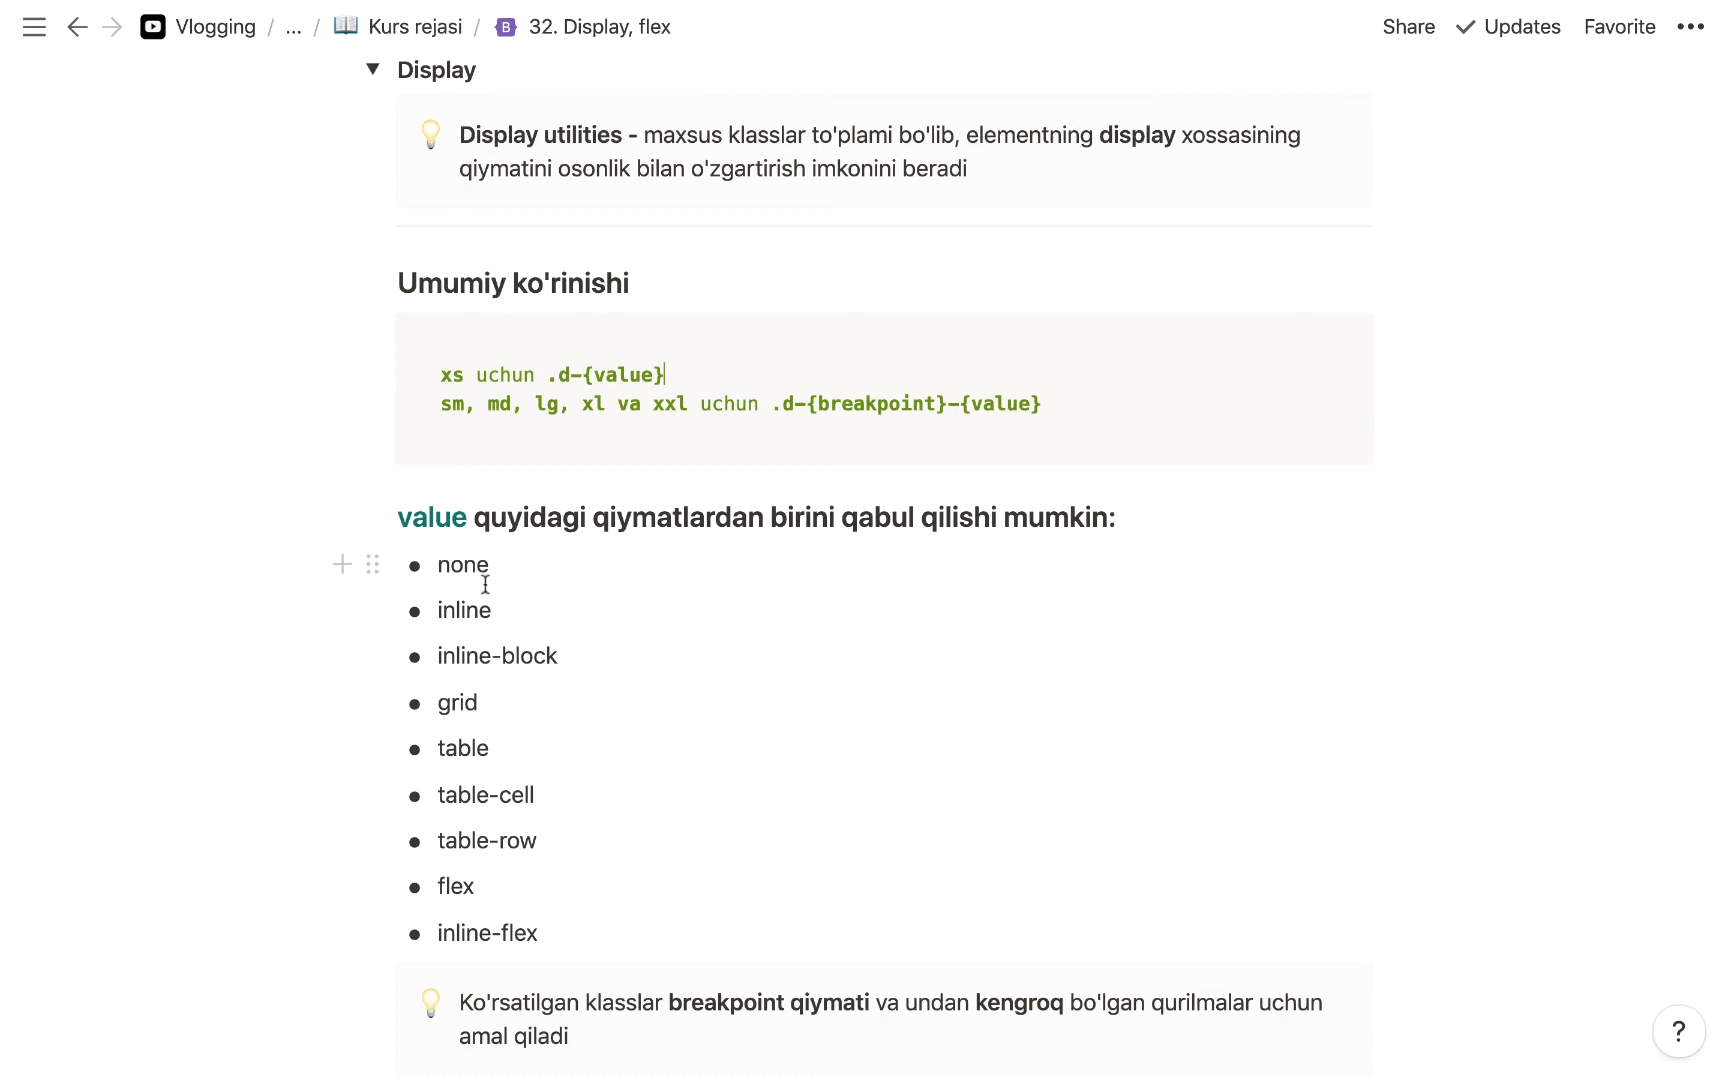 Vlogging / ... / Kurs rejasi / B 32. Display, flex
Share Updates Favorite •••
Display
Display utilities - maxsus klasslar to'plami bo'lib, elementning display xossasining
qiymatini osonlik bilan o'zgartirish imkonini beradi
Umumiy ko'rinishi
xs uchun .d-{value}
sm, md, lg, xl va xxl uchun .d-{breakpoint}-{value}
value quyidagi qiymatlardan birini qabul qilishi mumkin:
• none
• inline
• inline-block
• grid
• table
• table-cell
• table-row
• flex
• inline-flex
Ko'rsatilgan klasslar breakpoint qiymati va undan kengroq bo'lgan qurilmalar uchun
amal qiladi
?